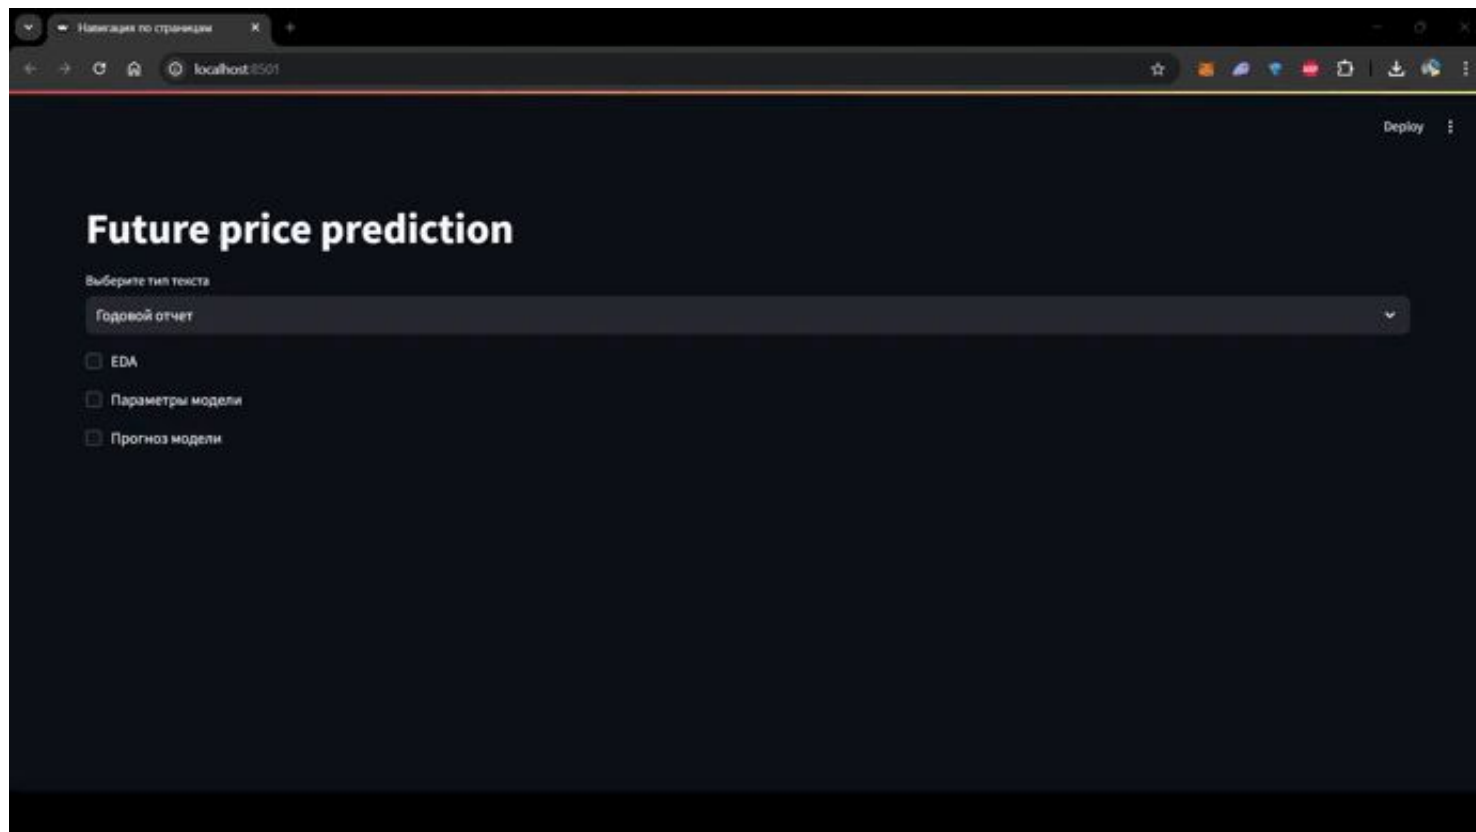 Навигация по страницам
localhost:8501
Deploy
Future price prediction
Выберите тип текста
Годовой отчет
EDA
Параметры модели
Прогноз модели